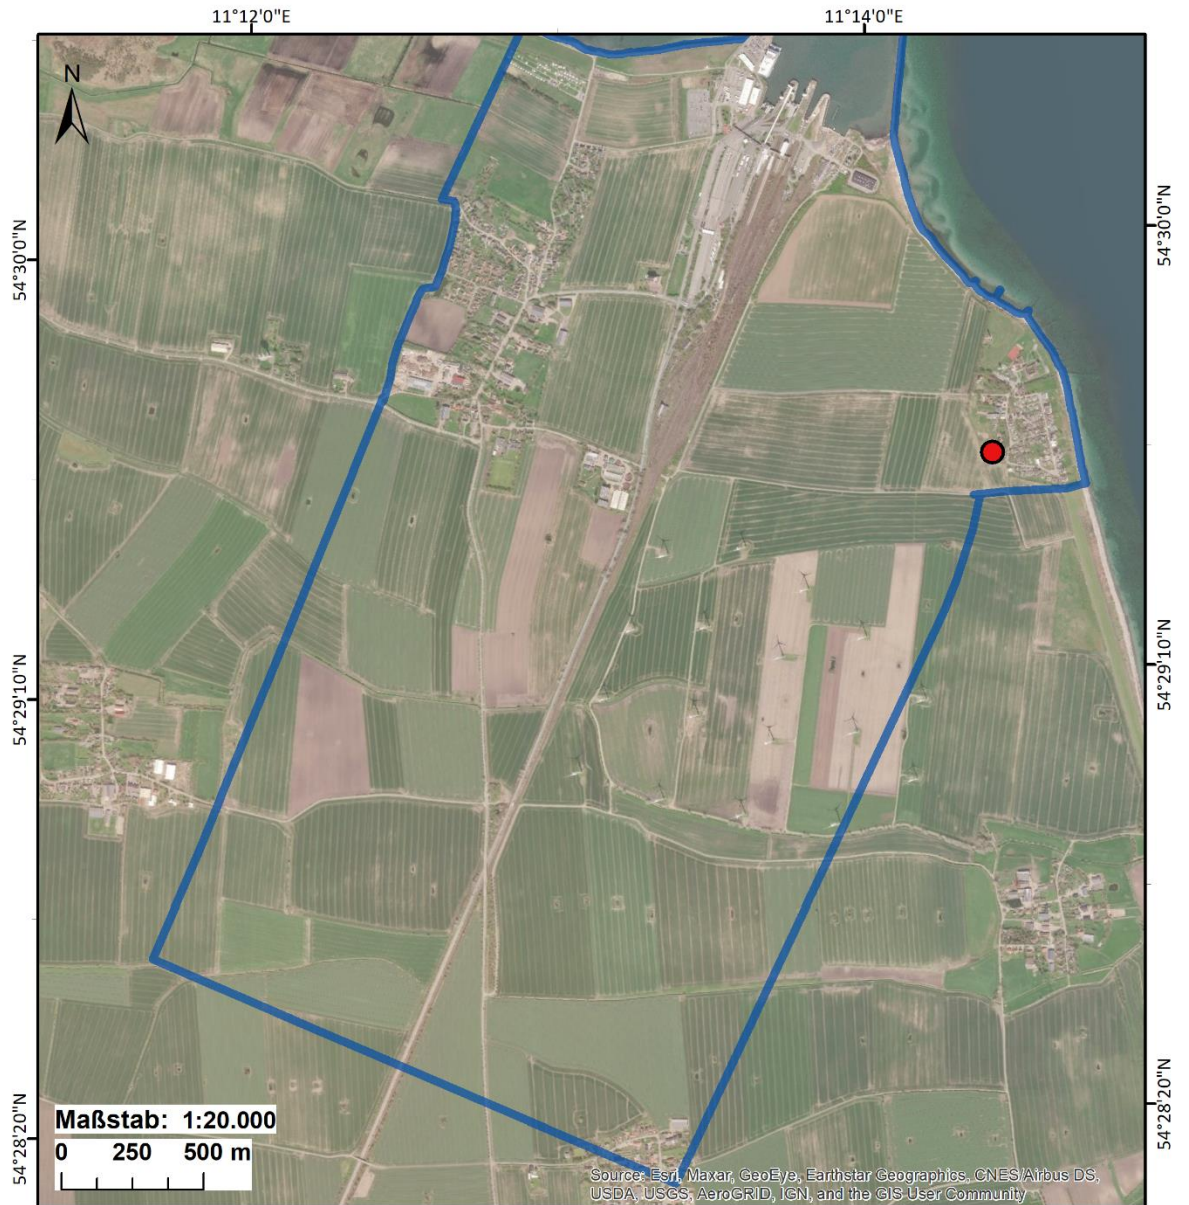 11°12'0"E
11°14'0"E
N
54°30'0"N
54°30'0"N
54°29'10"N
54°29'10"N
54°28'20"N
54°28'20"N
Maßstab: 1:20.000
0 250 500 m
Source: Esri, Maxar, GeoEye, Earthstar Geographics, CNES/Airbus DS,
USDA, USGS, AeroGRID, IGN, and the GIS User Community